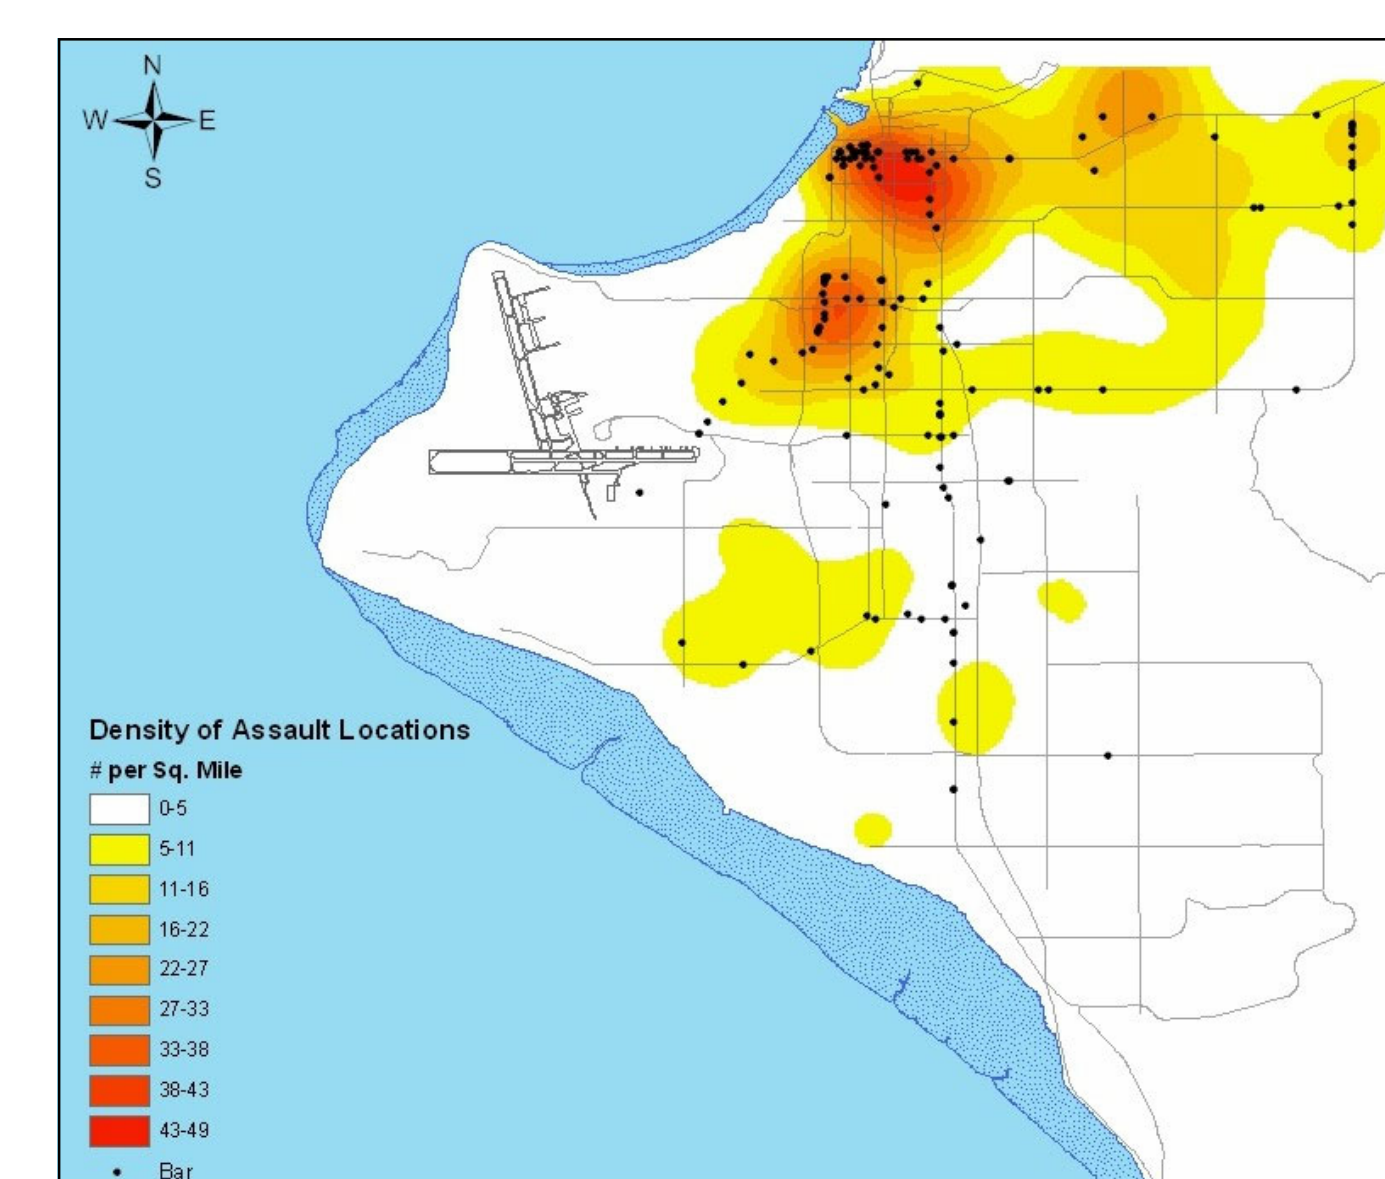 N
W E
S
Density of Assault Locations
# per Sq. Mile
0-5
5-11
11-16
16-22
22-27
27-33
33-38
38-43
43-49
Bar